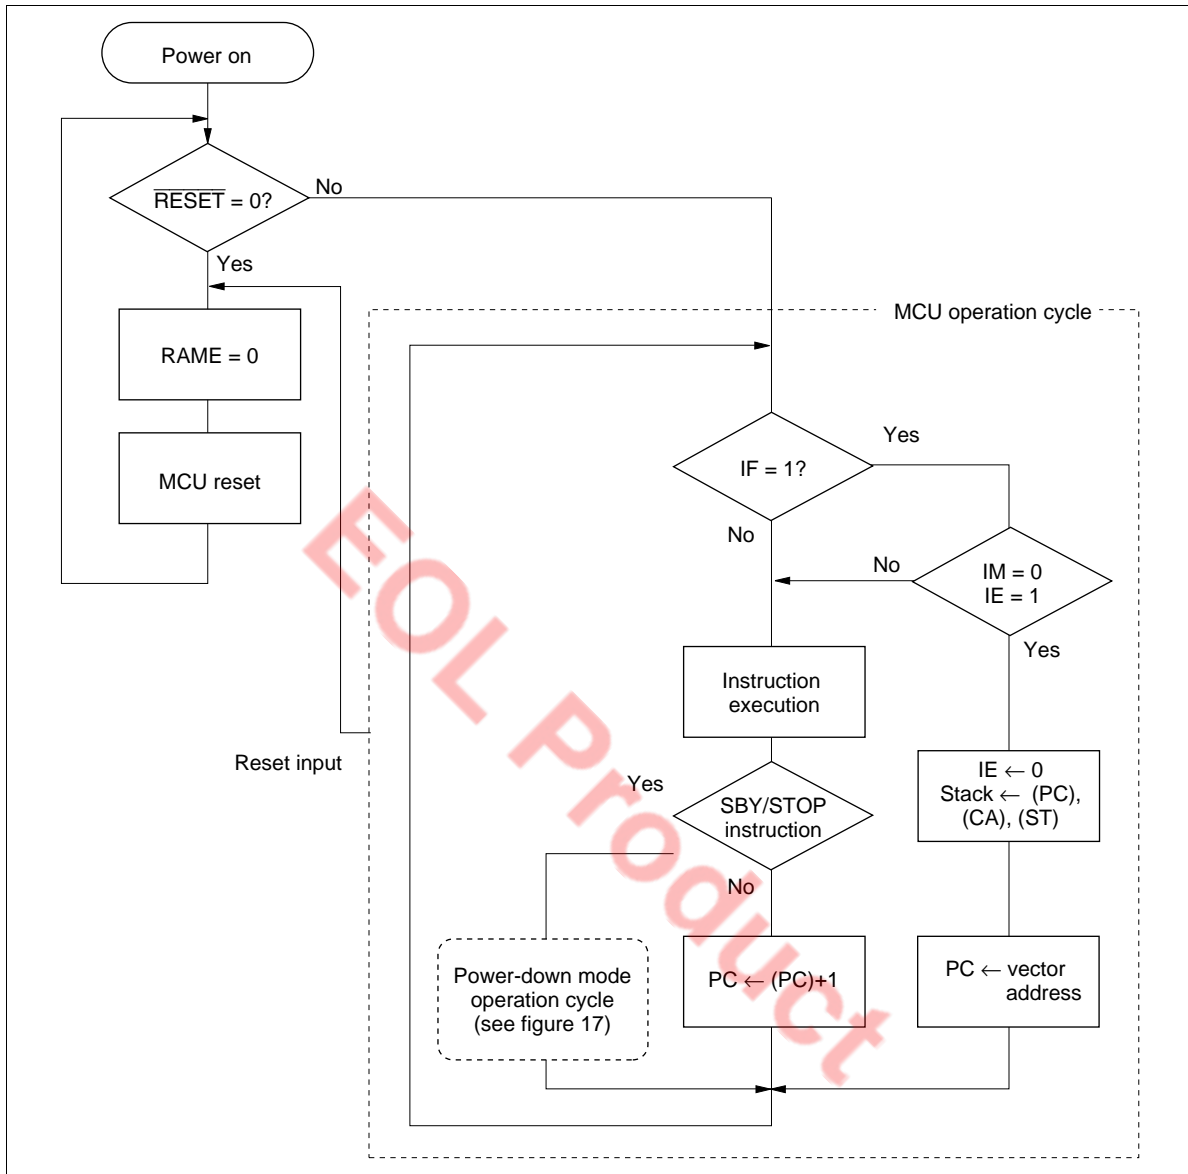 Power on
RESET = 0?
No
Yes
RAME = 0
MCU reset
MCU operation cycle
IF = 1?
Yes
No
IM = 0
IE = 1
No
Yes
Instruction
execution
Reset input
Yes
SBY/STOP
instruction
No
IE ← 0
Stack ← (PC),
(CA), (ST)
Power-down mode
operation cycle
(see figure 17)
PC ← (PC)+1
PC ← vector
address
EOL Product